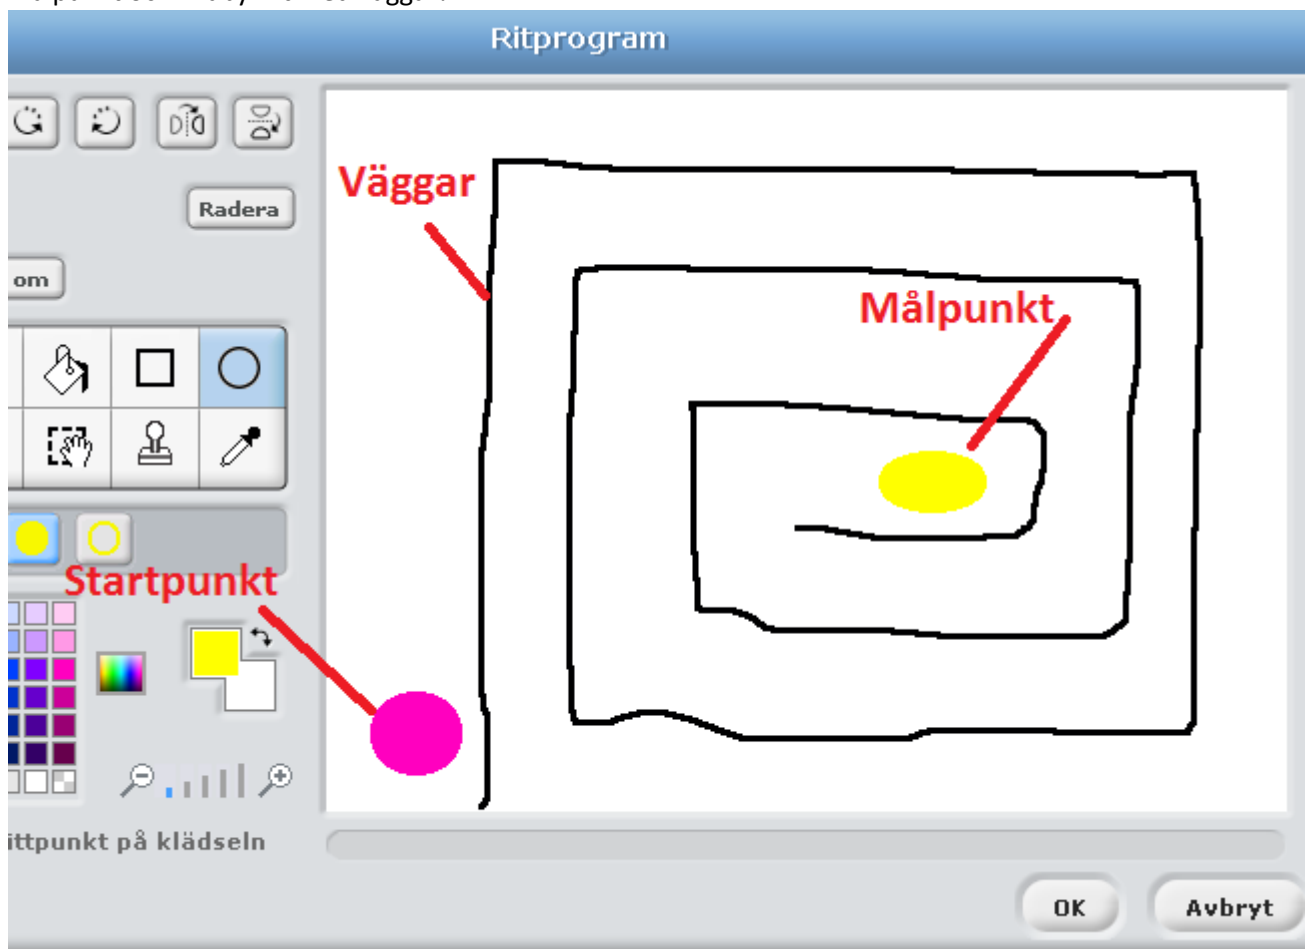 Ritprogram
Väggar
Radera
om
Målpunkt
Startpunkt
ittpunkt på klädseln
OK
Avbryt